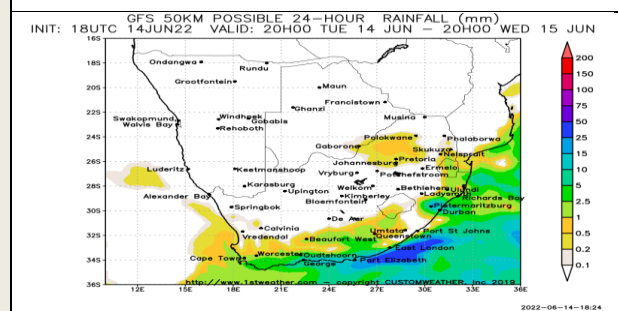 GFS 50KM POSSIBLE 24-HOUR RAINFALL (mm)
INIT: 18UTC 14JUN22 VALID: 20H00 TUE 14 JUN - 20H00 WED 15 JUN
16S
18S
20S
22S
24S
26S
28S
30S
32S
34S
36S
12E
15E
18E
21E
24E
27E
30E
33E
36E
Ondangwa
Rundu
Grootfontein
Maun
Ghanzi
Francistown
Swakopmund
Walvis Bay
Windhoek
Gobabis
Rehoboth
Musina
Polokwane
Phalaborwa
Gaborone
Skukuza
Nelspruit
Johannesburg
Pretoria
Luderitz
Keetmanshoop
Vryburg
Potchefstroom
Ermelo
Karasburg
Upington
Welkom
Bethlehem
Ulundi
Alexander Bay
Kimberley
Ladysmith
Richards Bay
Springbok
Bloemfontein
Pietermaritzburg
Durban
De Aar
Calvinia
Vredendal
Umtata
Port St Johns
Beaufort West
Queenstown
East London
Cape Town
Worcester
Oudtshoorn
George
Port Elizabeth
http://www.1stweather.com - copyright CUSTOMWEATHER, Inc 2019
200
150
100
75
50
25
15
10
5
2.5
1
0.5
0.2
0.1
2022-06-14-18:24